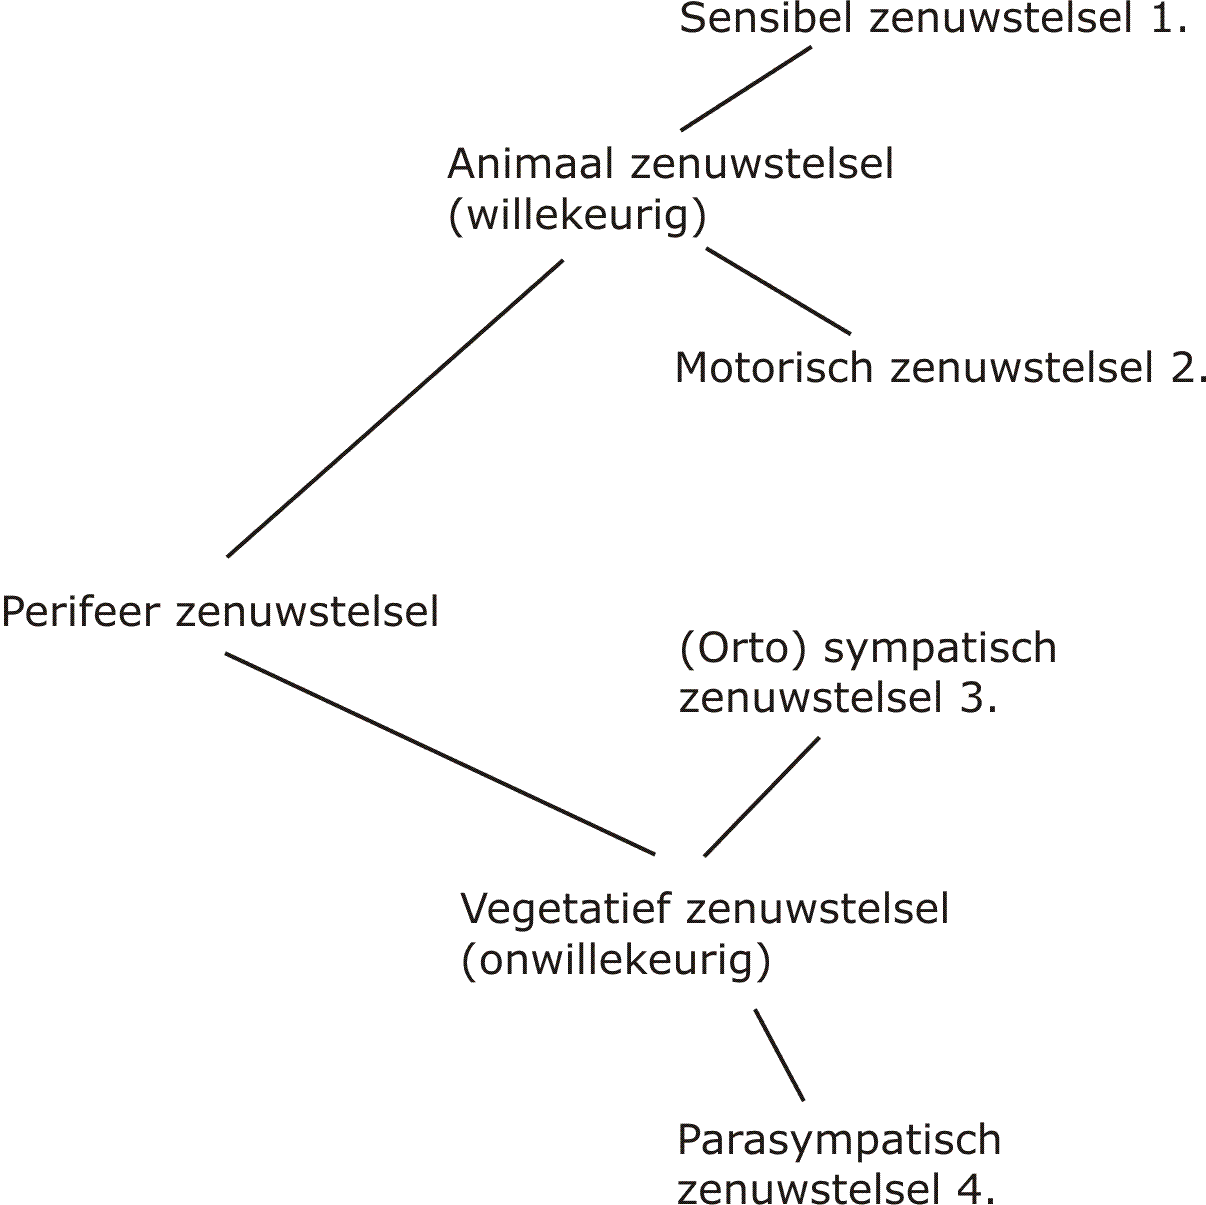 Sensibel zenuwstelsel 1.
Animaal zenuwstelsel
(willekeurig)
Motorisch zenuwstelsel 2.
Perifeer zenuwstelsel
(Orto) sympatisch
zenuwstelsel 3.
Vegetatief zenuwstelsel
(onwillekeurig)
Parasympatisch
zenuwstelsel 4.